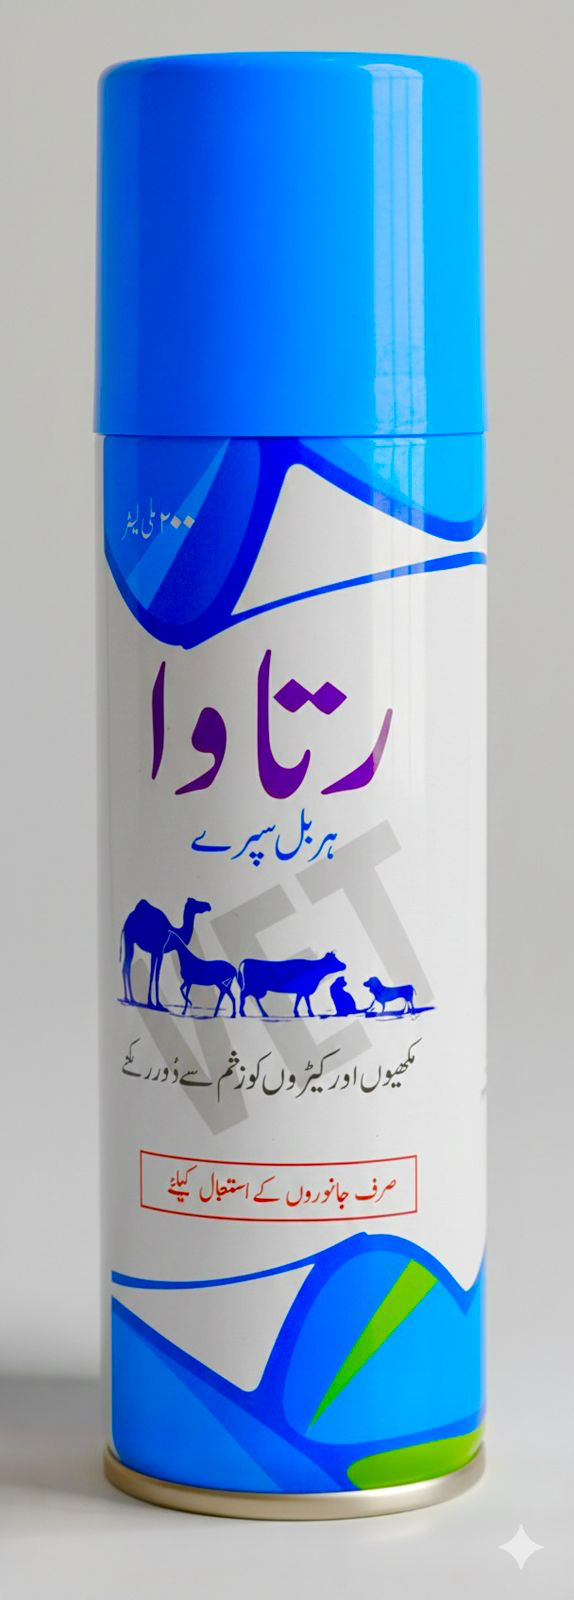 ۲۰۰ ملی لیٹر
رتاوا
ہربل سپرے
VET
مکھیوں اور کیڑوں کو زخم سے دُور رکھے
صرف جانوروں کے استعمال کیلئے